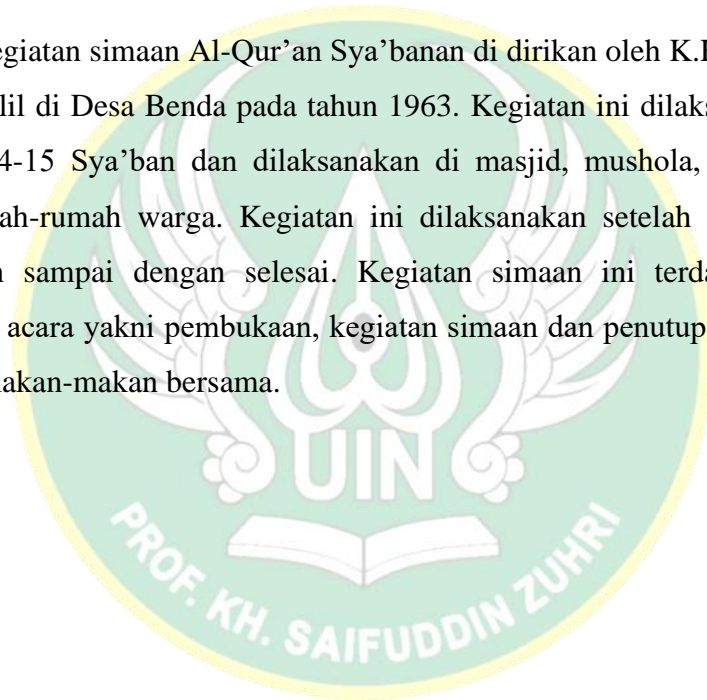 egiatan simaan Al-Qur’an Sya’banan di dirikan oleh K.
lil di Desa Benda pada tahun 1963. Kegiatan ini dilaks
4-15 Sya’ban dan dilaksanakan di masjid, mushola,
ah-rumah warga. Kegiatan ini dilaksanakan setelah
sampai dengan selesai. Kegiatan simaan ini terda
acara yakni pembukaan, kegiatan simaan dan penutup
akan-makan bersama.
UIN
PROF. KH. SAIFUDDIN ZUHRI